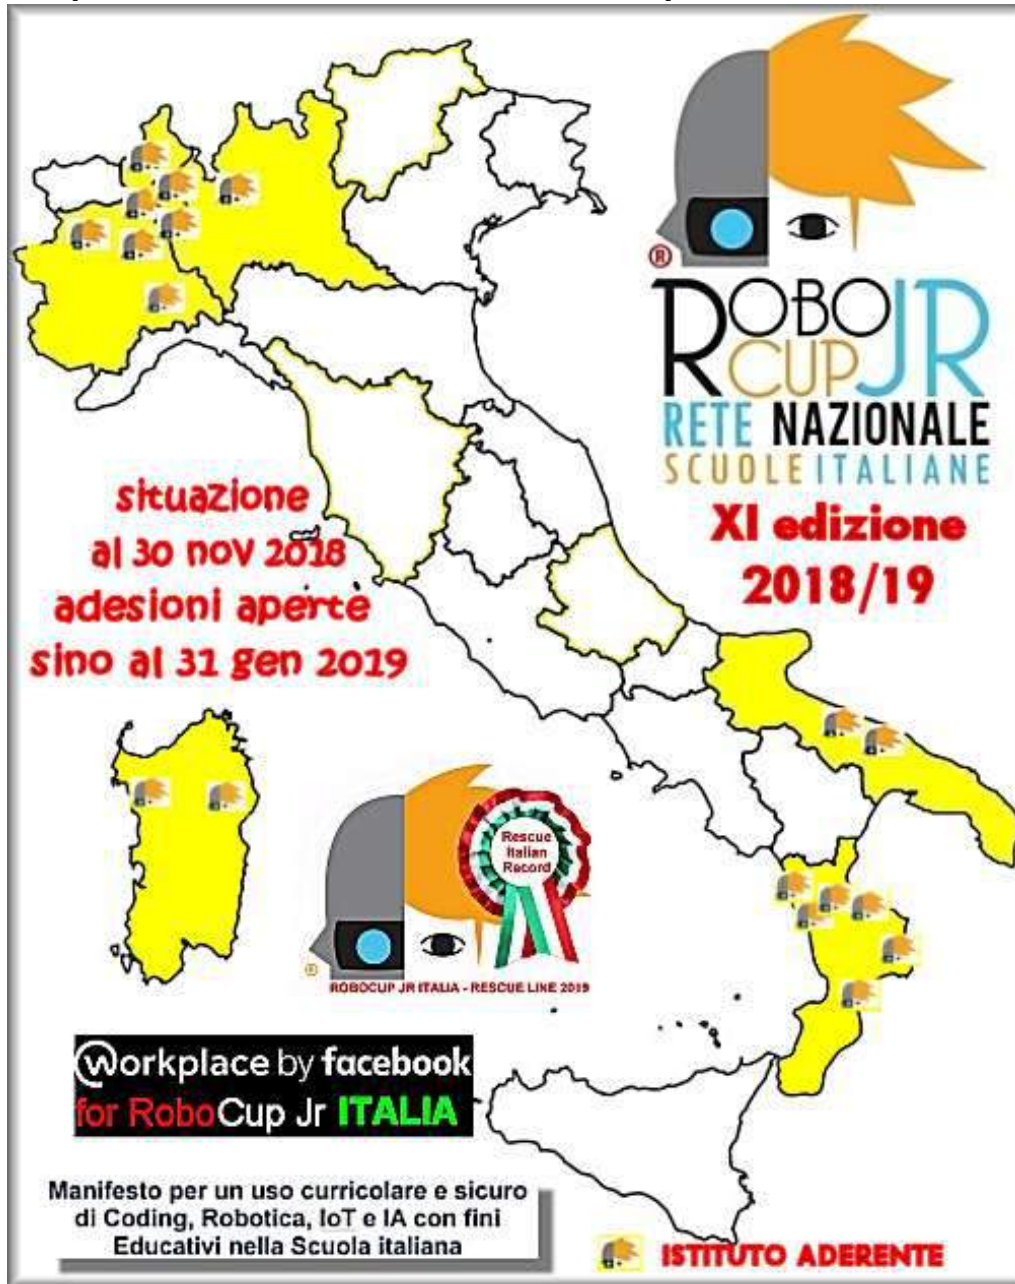 ®
ROBO
CUP JR
RETE NAZIONALE
SCUOLE ITALIANE
XI edizione
2018/19
situazione
al 30 nov 2018
adesioni aperte
sino al 31 gen 2019
Rescue
Italian
Record
®
ROBOCUP JR ITALIA - RESCUE LINE 2019
workplace by facebook
for RoboCup Jr ITALIA
Manifesto per un uso curricolare e sicuro
di Coding, Robotica, IoT e IA con fini
Educativi nella Scuola italiana
ISTITUTO ADERENTE